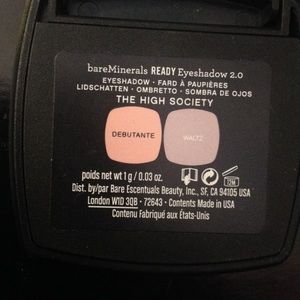 bareMinerals READY Eyeshadow 2.0
EYESHADOW · FARD À PAUPIÈRES
LIDSCHATTEN · OMBRETTO · SOMBRA DE OJOS
THE HIGH SOCIETY
DEBUTANTE
WALTZ
poids net wt 1 g / 0.03 oz.
12M
Dist. by/par Bare Escentuals Beauty, Inc., SF, CA 94105 USA
London W1D 3QB · 72643 · Contents Made in USA
Contenu Fabriqué aux États-Unis